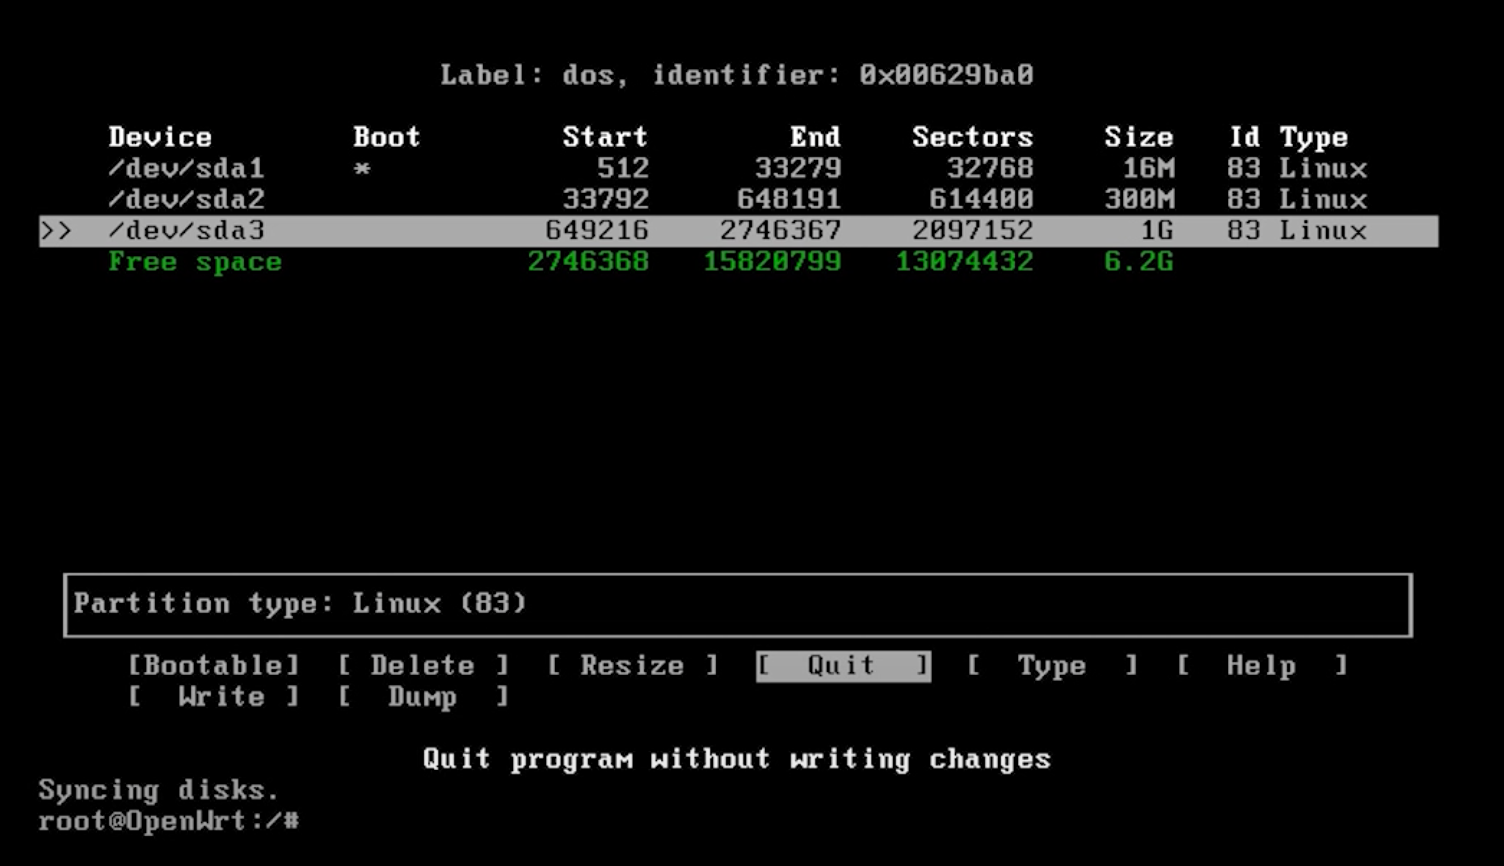 Label: dos, identifier: 0x00629ba0
Device Boot Start End Sectors Size Id Type
/dev/sda1 * 512 33279 32768 16M 83 Linux
/dev/sda2 33792 648191 614400 300M 83 Linux
>> /dev/sda3 649216 2746367 2097152 1G 83 Linux
Free space 2746368 15820799 13074432 6.2G
Partition type: Linux (83)
[Bootable] [ Delete ] [ Resize ] [ Quit ] [ Type ] [ Help ]
[ Write ] [ Dump ]
Quit program without writing changes
Syncing disks.
root@OpenWrt:/#